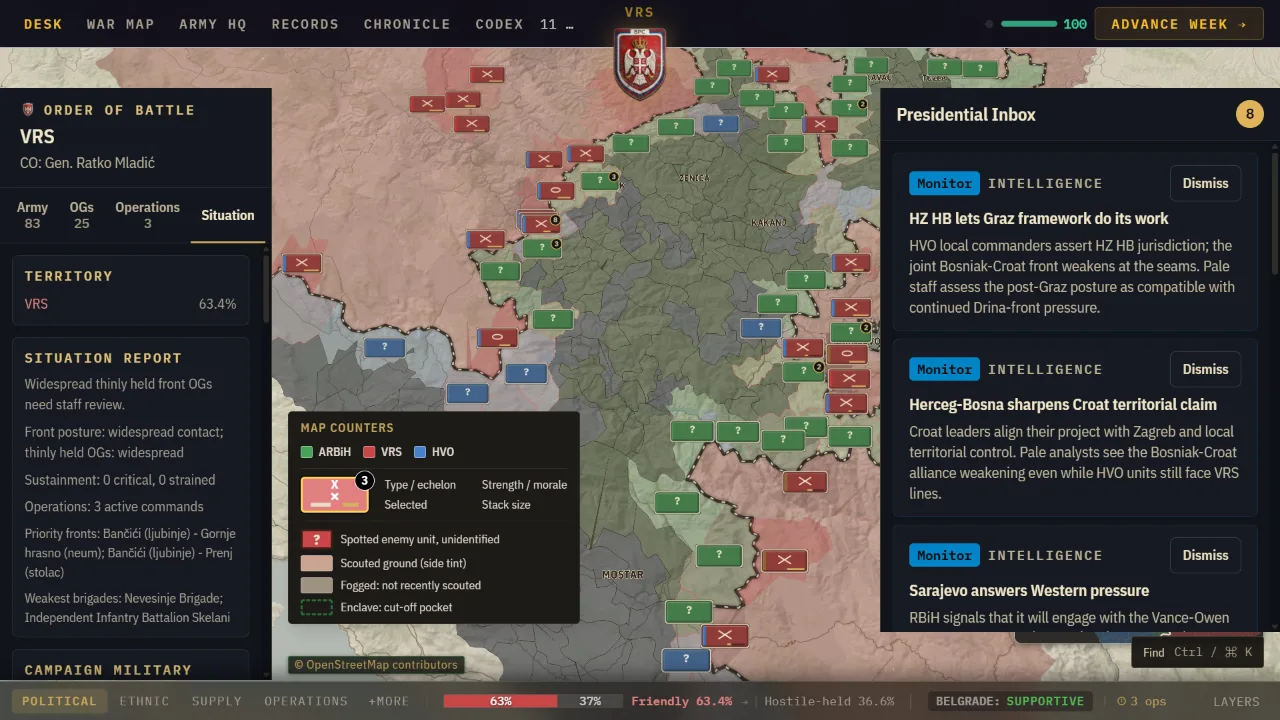 DESK WAR MAP ARMY HQ RECORDS CHRONICLE CODEX 11 …
VRS
BPC
100
ADVANCE WEEK →
ORDER OF BATTLE
VRS
CO: Gen. Ratko Mladić
Army 83
OGs 25
Operations 3
Situation
TERRITORY
VRS 63.4%
SITUATION REPORT
Widespread thinly held front OGs
need staff review.
Front posture: widespread contact;
thinly held OGs: widespread
Sustainment: 0 critical, 0 strained
Operations: 3 active commands
Priority fronts: Bančići (ljubinje) - Gornje
hrasno (neum); Bančići (ljubinje) - Prenj
(stolac)
Weakest brigades: Nevesinje Brigade;
Independent Infantry Battalion Skelani
CAMPAIGN MILITARY
ZENICA
KAKANJ
MOSTAR
MAP COUNTERS
ARBiH VRS HVO
3
Type / echelon Strength / morale
Selected Stack size
? Spotted enemy unit, unidentified
Scouted ground (side tint)
Fogged: not recently scouted
Enclave: cut-off pocket
© OpenStreetMap contributors
Presidential Inbox 8
Monitor INTELLIGENCE Dismiss
HZ HB lets Graz framework do its work
HVO local commanders assert HZ HB jurisdiction; the
joint Bosniak-Croat front weakens at the seams. Pale
staff assess the post-Graz posture as compatible with
continued Drina-front pressure.
Monitor INTELLIGENCE Dismiss
Herceg-Bosna sharpens Croat territorial claim
Croat leaders align their project with Zagreb and local
territorial control. Pale analysts see the Bosniak-Croat
alliance weakening even while HVO units still face VRS
lines.
Monitor INTELLIGENCE Dismiss
Sarajevo answers Western pressure
RBiH signals that it will engage with the Vance-Owen
Find Ctrl / ⌘ K
POLITICAL ETHNIC SUPPLY OPERATIONS +MORE
63% 37% Friendly 63.4% → Hostile-held 36.6%
BELGRADE: SUPPORTIVE
3 ops
LAYERS